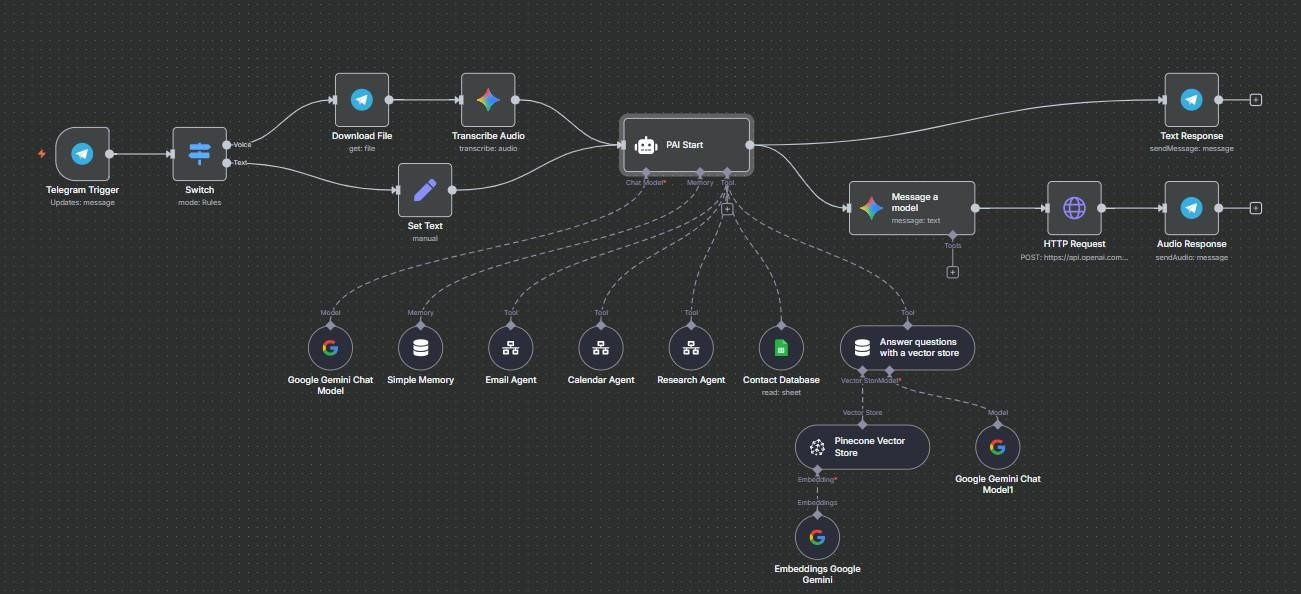 Download File
get: file
Transcribe Audio
transcribe: audio
Text Response
sendMessage: message
PAI Start
Chat Model*
Memory
Tool
Telegram Trigger
Updates: message
Switch
mode: Rules
Voice
Text
Set Text
manual
Message a
model
message: text
Tools
HTTP Request
POST: https://api.openai.com...
Audio Response
sendAudio: message
Model
Google Gemini Chat
Model
Memory
Simple Memory
Tool
Email Agent
Tool
Calendar Agent
Tool
Research Agent
Contact Database
read: sheet
Tool
Answer questions
with a vector store
Model*
Vector Store
Pinecone Vector
Store
Embedding*
Model
Google Gemini Chat
Model1
Embeddings
Embeddings Google
Gemini